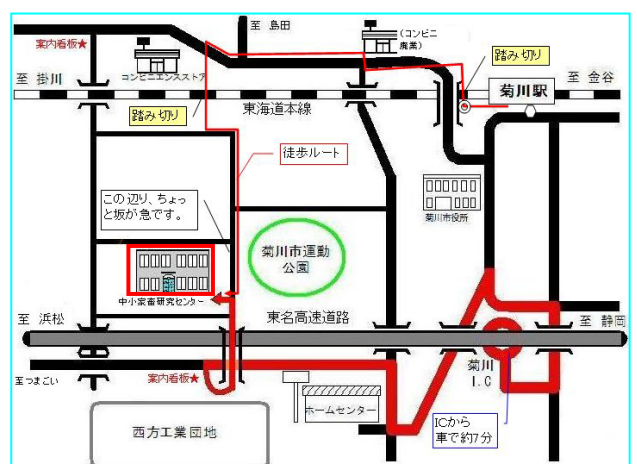 至 島田
(コンビニ
廃業)
案内看板★
踏み切り
コンビニエンスストア
至 掛川
菊川駅
至 金谷
踏み切り
東海道本線
徒歩ルート
この辺り、ちょっ
と坂が急です。
菊川市役所
菊川市運動
公園
中小家畜研究センター
至 浜松
東名高速道路
至 静岡
菊川
I.C
至つまごい
案内看板★
ホームセンター
ICから
車で約7分
西方工業団地